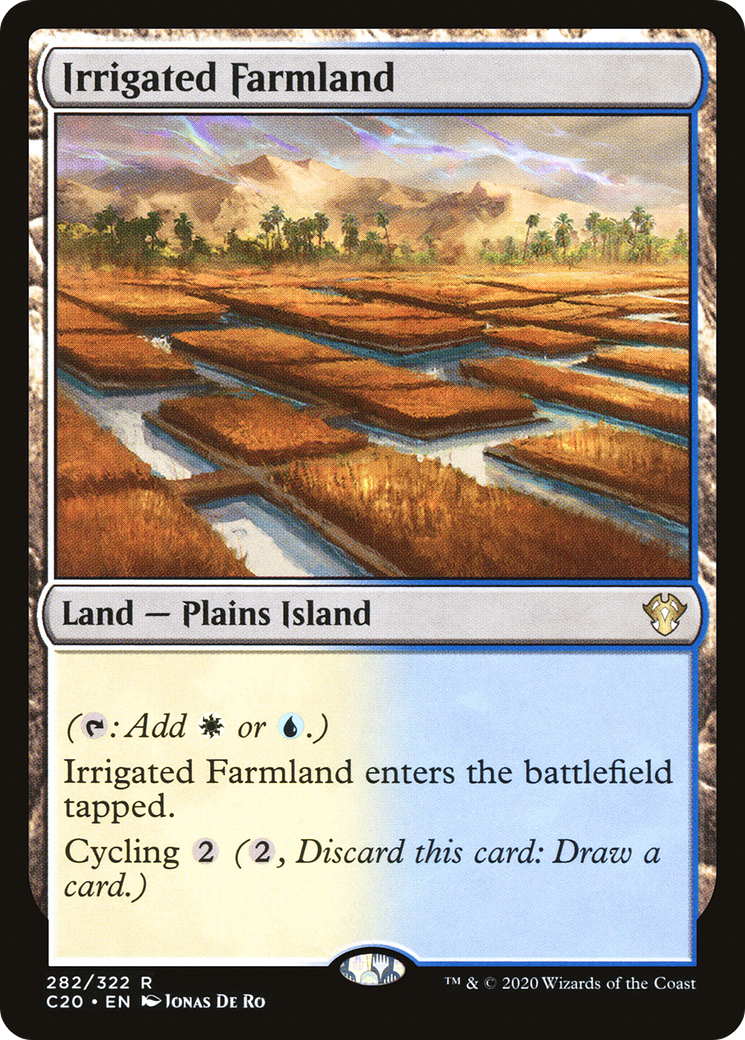 Irrigated Farmland
Land — Plains Island
(: Add or .)
Irrigated Farmland enters the battlefield
tapped.
Cycling 2 (2, Discard this card: Draw a
card.)
282/322 R
C20 • EN Jonas De Ro
™ & © 2020 Wizards of the Coast